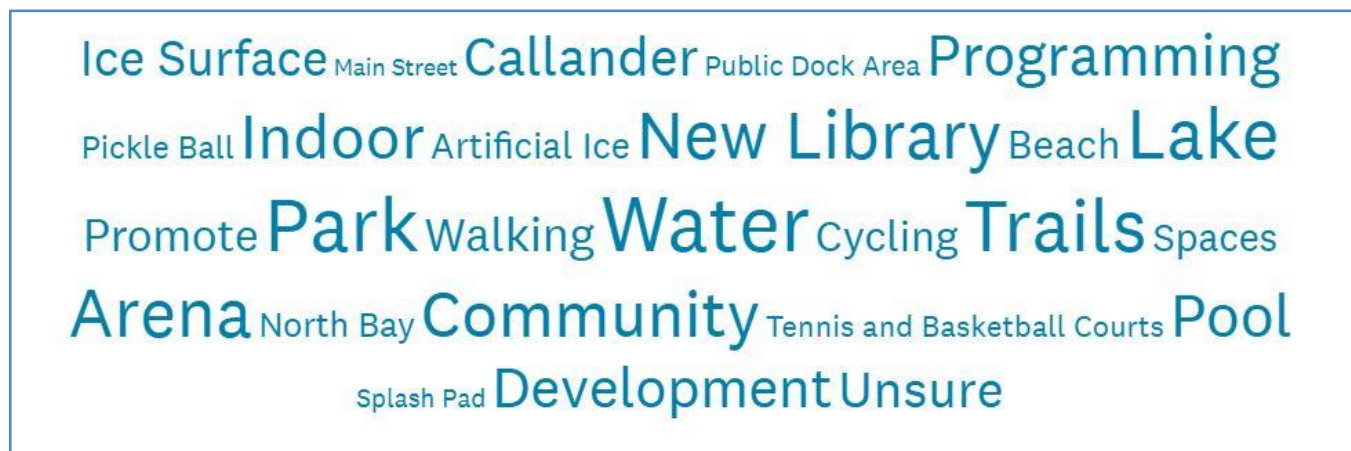 Ice Surface Main Street Callander Public Dock Area Programming
Pickle Ball Indoor Artificial Ice New Library Beach Lake
Promote Park Walking Water Cycling Trails Spaces
Arena North Bay Community Tennis and Basketball Courts Pool
Splash Pad Development Unsure